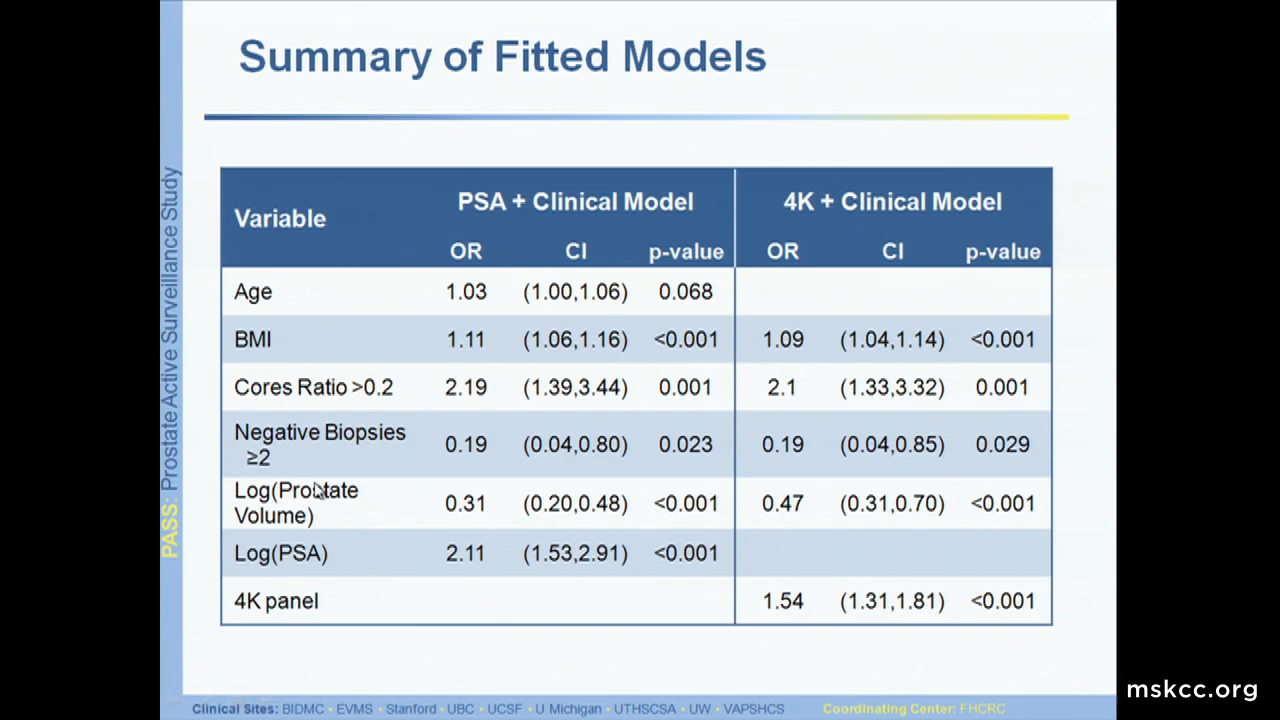 Summary of Fitted Models
PASS: Prostate Active Surveillance Study
Variable PSA + Clinical Model 4K + Clinical Model
OR CI p-value OR CI p-value
Age 1.03 (1.00,1.06) 0.068
BMI 1.11 (1.06,1.16) <0.001 1.09 (1.04,1.14) <0.001
Cores Ratio >0.2 2.19 (1.39,3.44) 0.001 2.1 (1.33,3.32) 0.001
Negative Biopsies
≥2 0.19 (0.04,0.80) 0.023 0.19 (0.04,0.85) 0.029
Log(Prostate
Volume) 0.31 (0.20,0.48) <0.001 0.47 (0.31,0.70) <0.001
Log(PSA) 2.11 (1.53,2.91) <0.001
4K panel 1.54 (1.31,1.81) <0.001
Clinical Sites: BIDMC • EVMS • Stanford • UBC • UCSF • U Michigan • UTHSCSA • UW • VAPSHCS Coordinating Center: FHCRC
mskcc.org